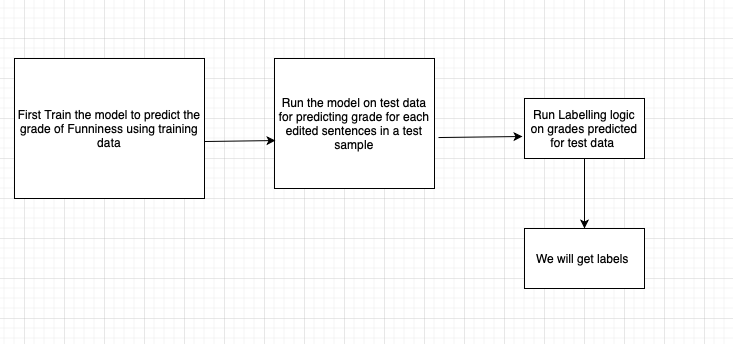 First Train the model to predict the
grade of Funniness using training
data
Run the model on test data
for predicting grade for each
edited sentences in a test
sample
Run Labelling logic
on grades predicted
for test data
We will get labels